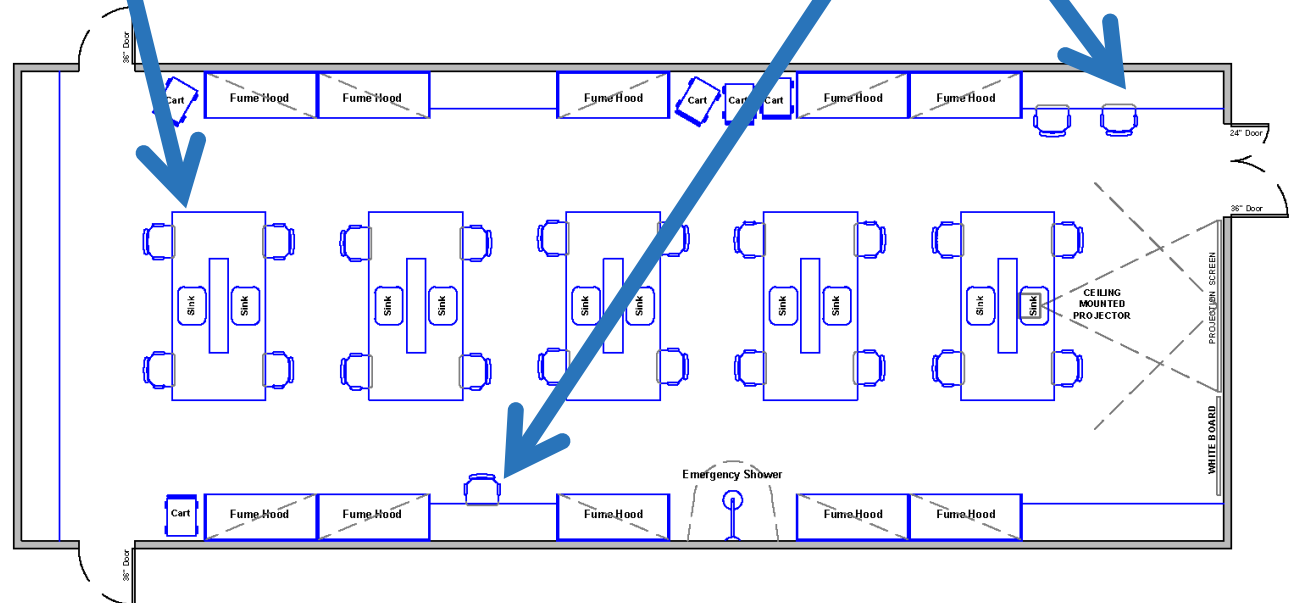 36" Door
Cart
Fume Hood
Fume Hood
Fume Hood
Cart
Cart
Cart
Fume Hood
Fume Hood
24" Door
36" Door
Sink
Sink
Sink
Sink
Sink
Sink
Sink
Sink
Sink
Sink
CEILING
MOUNTED
PROJECTOR
PROJECTION SCREEN
WHITE BOARD
Emergency Shower
Cart
Fume Hood
Fume Hood
Fume Hood
Fume Hood
Fume Hood
36" Door